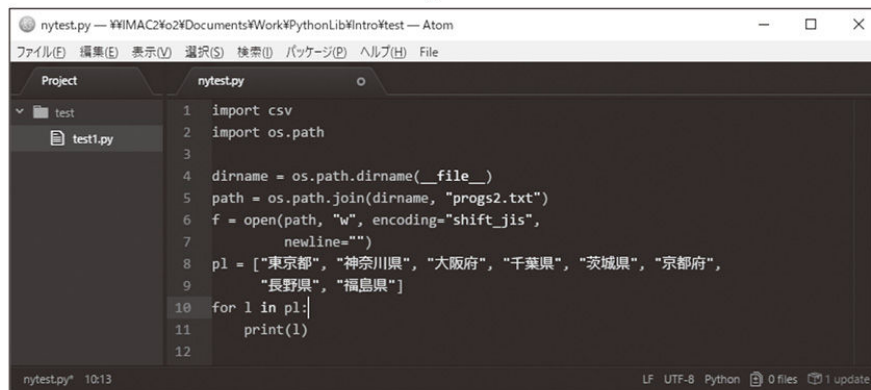 nytest.py — ¥¥IMAC2¥o2¥Documents¥Work¥PythonLib¥Intro¥test — Atom
ファイル(F) 編集(E) 表示(V) 選択(S) 検索(I) パッケージ(P) ヘルプ(H) File
Project nytest.py
test
test1.py
1 import csv
2 import os.path
3
4 dirname = os.path.dirname(__file__)
5 path = os.path.join(dirname, "progs2.txt")
6 f = open(path, "w", encoding="shift_jis",
7 newline="")
8 pl = ["東京都", "神奈川県", "大阪府", "千葉県", "茨城県", "京都府",
9 "長野県", "福島県"]
10 for l in pl:
11 print(l)
12
nytest.py* 10:13 LF UTF-8 Python 0 files 1 update